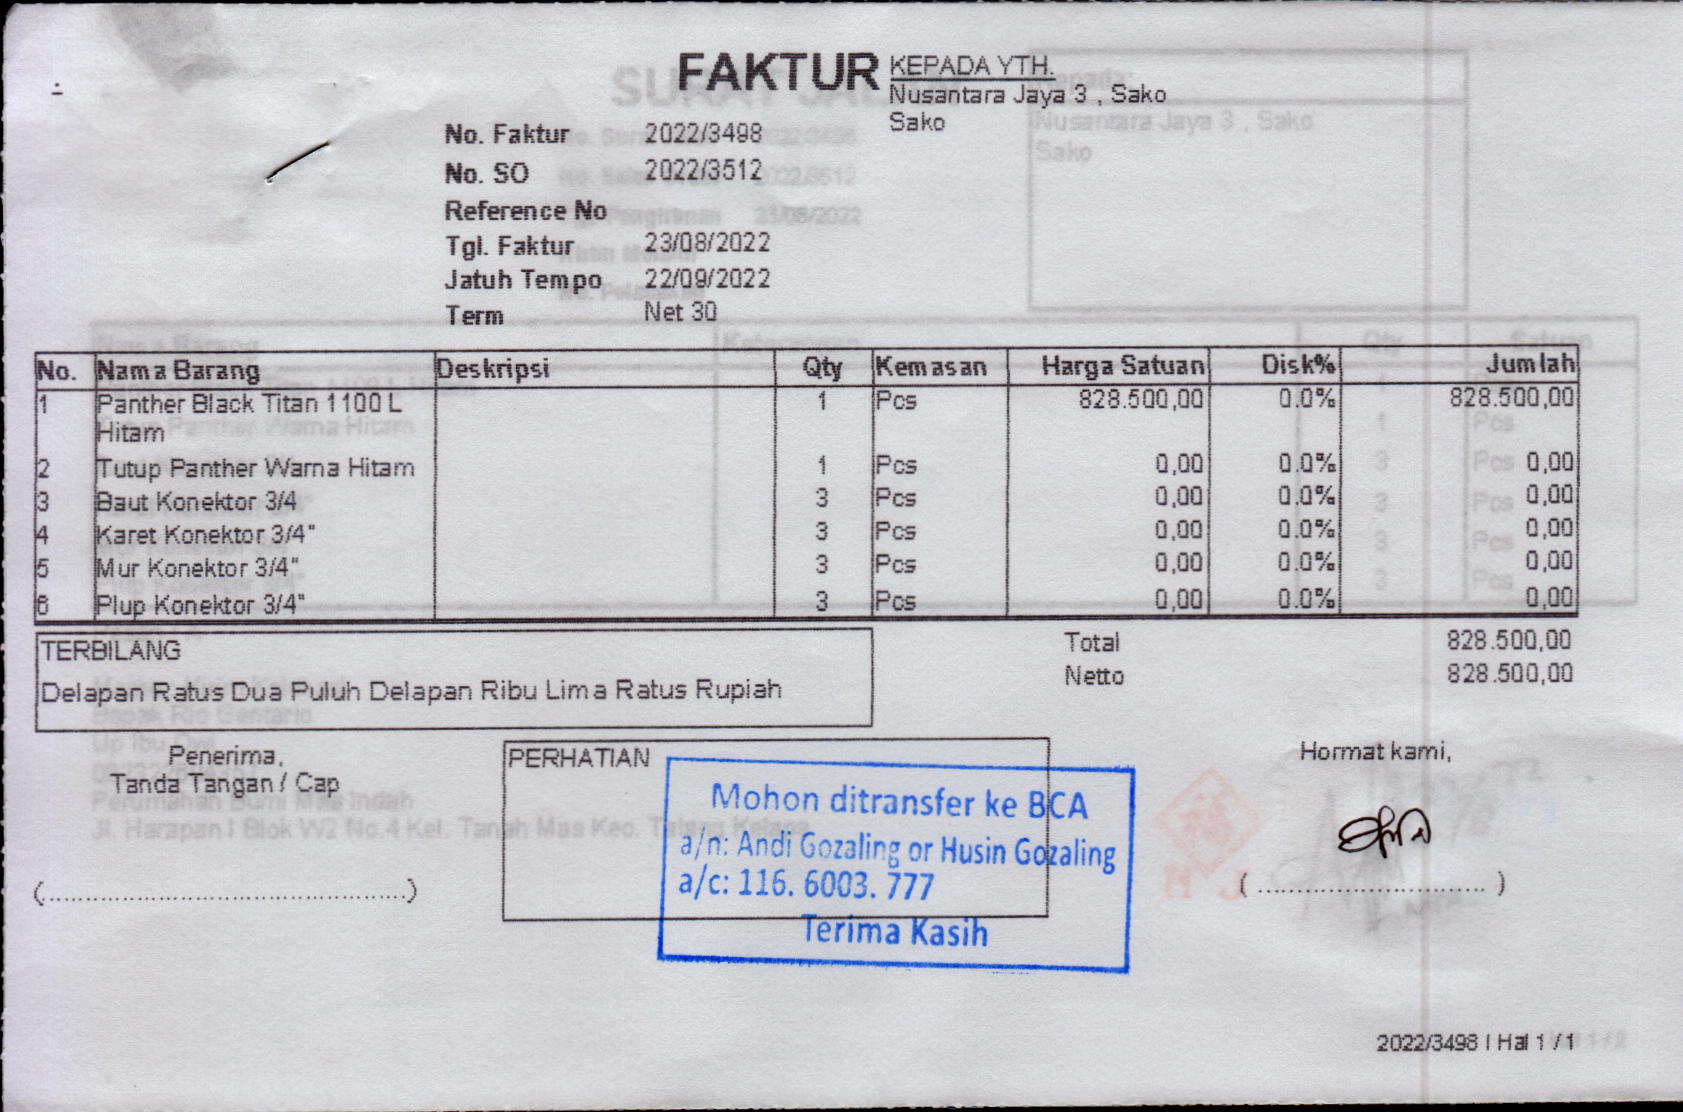 FAKTUR
KEPADA YTH.
Nusantara Jaya 3 , Sako
Sako
No. Faktur 2022/3498
No. SO 2022/3512
Reference No
Tgl. Faktur 23/08/2022
Jatuh Tempo 22/09/2022
Term Net 30
No. Nama Barang Deskripsi Qty Kemasan Harga Satuan Disk% Jumlah
1 Panther Black Titan 1100 L 1 Pcs 828.500,00 0.0% 828.500,00
Hitam
2 Tutup Panther Warna Hitam 1 Pcs 0,00 0.0% 0,00
3 Baut Konektor 3/4 3 Pcs 0,00 0.0% 0,00
4 Karet Konektor 3/4" 3 Pcs 0,00 0.0% 0,00
5 Mur Konektor 3/4" 3 Pcs 0,00 0.0% 0,00
6 Plup Konektor 3/4" 3 Pcs 0,00 0.0% 0,00
TERBILANG
Delapan Ratus Dua Puluh Delapan Ribu Lima Ratus Rupiah
Total 828.500,00
Netto 828.500,00
Penerima,
Tanda Tangan / Cap
(............................................)
PERHATIAN
Mohon ditransfer ke BCA
a/n: Andi Gozaling or Husin Gozaling
a/c: 116. 6003. 777
Terima Kasih
Hormat kami,
( ............................ )
2022/3498 | Hal 1 / 1